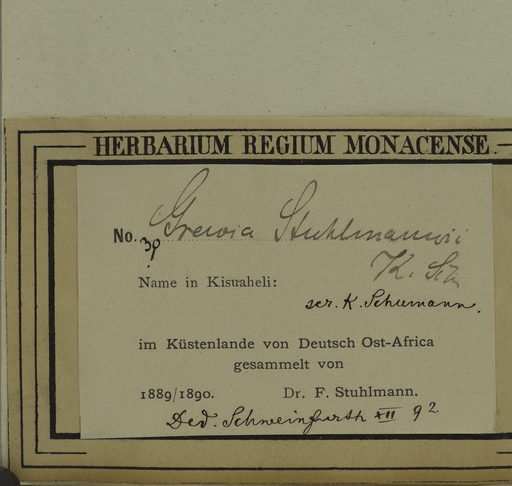 HERBARIUM REGIUM MONACENSE.
No. Grewia Stuhlmannii
K. Sch
Name in Kisuaheli:
scr. K. Schumann.
im Küstenlande von Deutsch Ost-Africa
gesammelt von
1889/1890. Dr. F. Stuhlmann.
Ded. Schweinfurth XII 92.